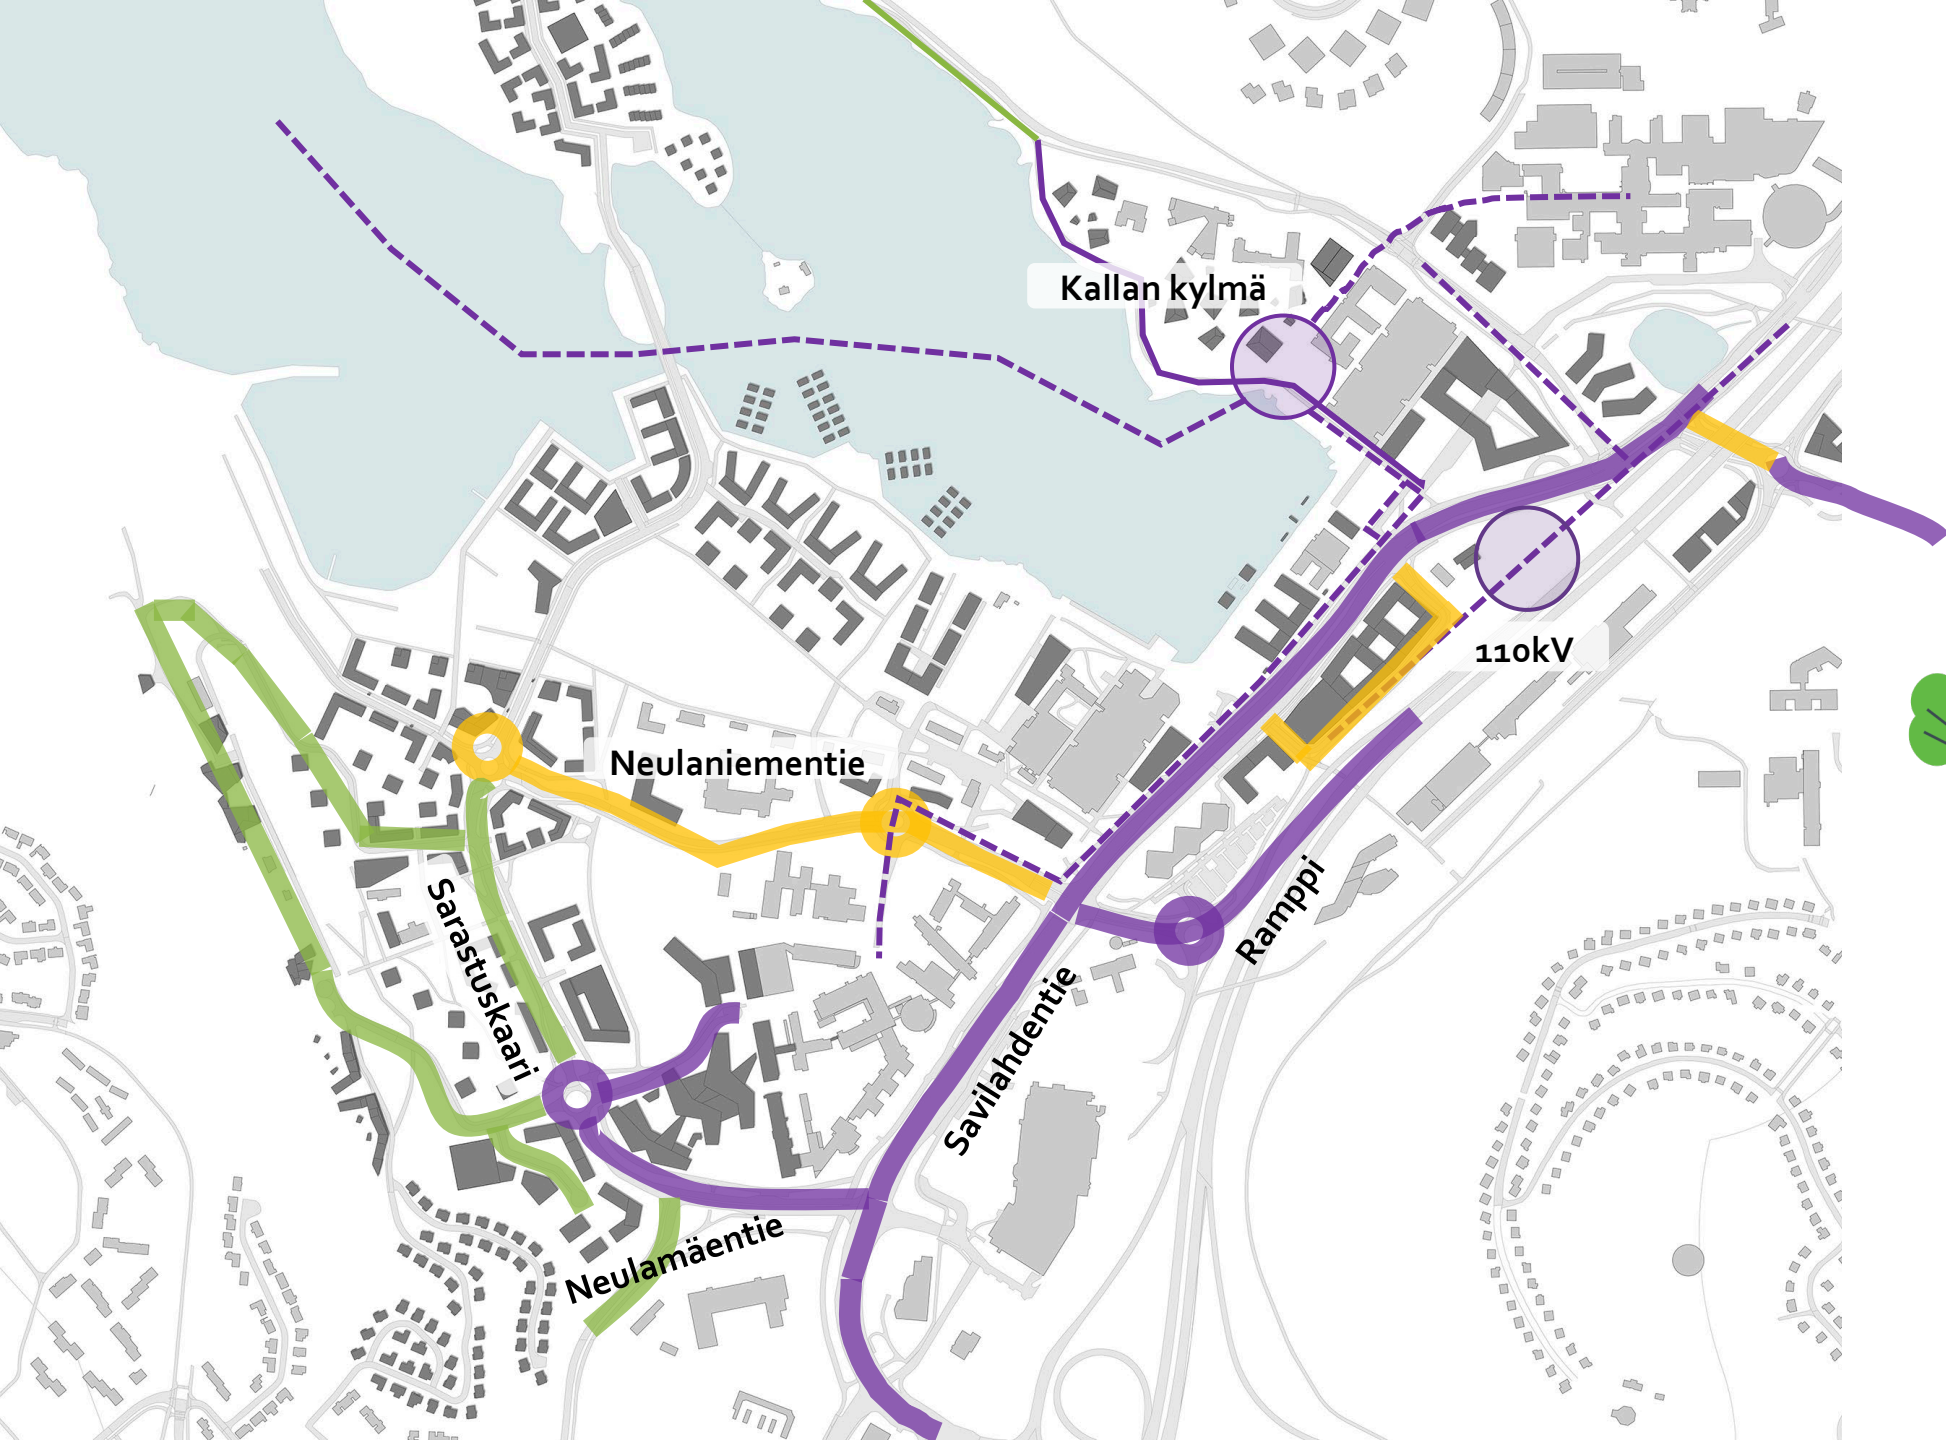 Kallan kylmä
110kV
Neulaniementie
Ramppi
Sarastuskaari
Savilahdentie
Neulamäentie